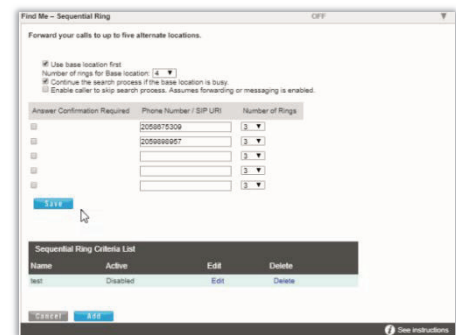 Find Me – Sequential Ring OFF
Forward your calls to up to five alternate locations.
Use base location first
Number of rings for Base location: 4
Continue the search process if the base location is busy.
Enable caller to skip search process. Assumes forwarding or messaging is enabled.
Answer Confirmation Required Phone Number / SIP URI Number of Rings
2058675309 3
2059898967 3
3
3
3
Save
Sequential Ring Criteria List
Name Active Edit Delete
test Disabled Edit Delete
Cancel Add
See instructions